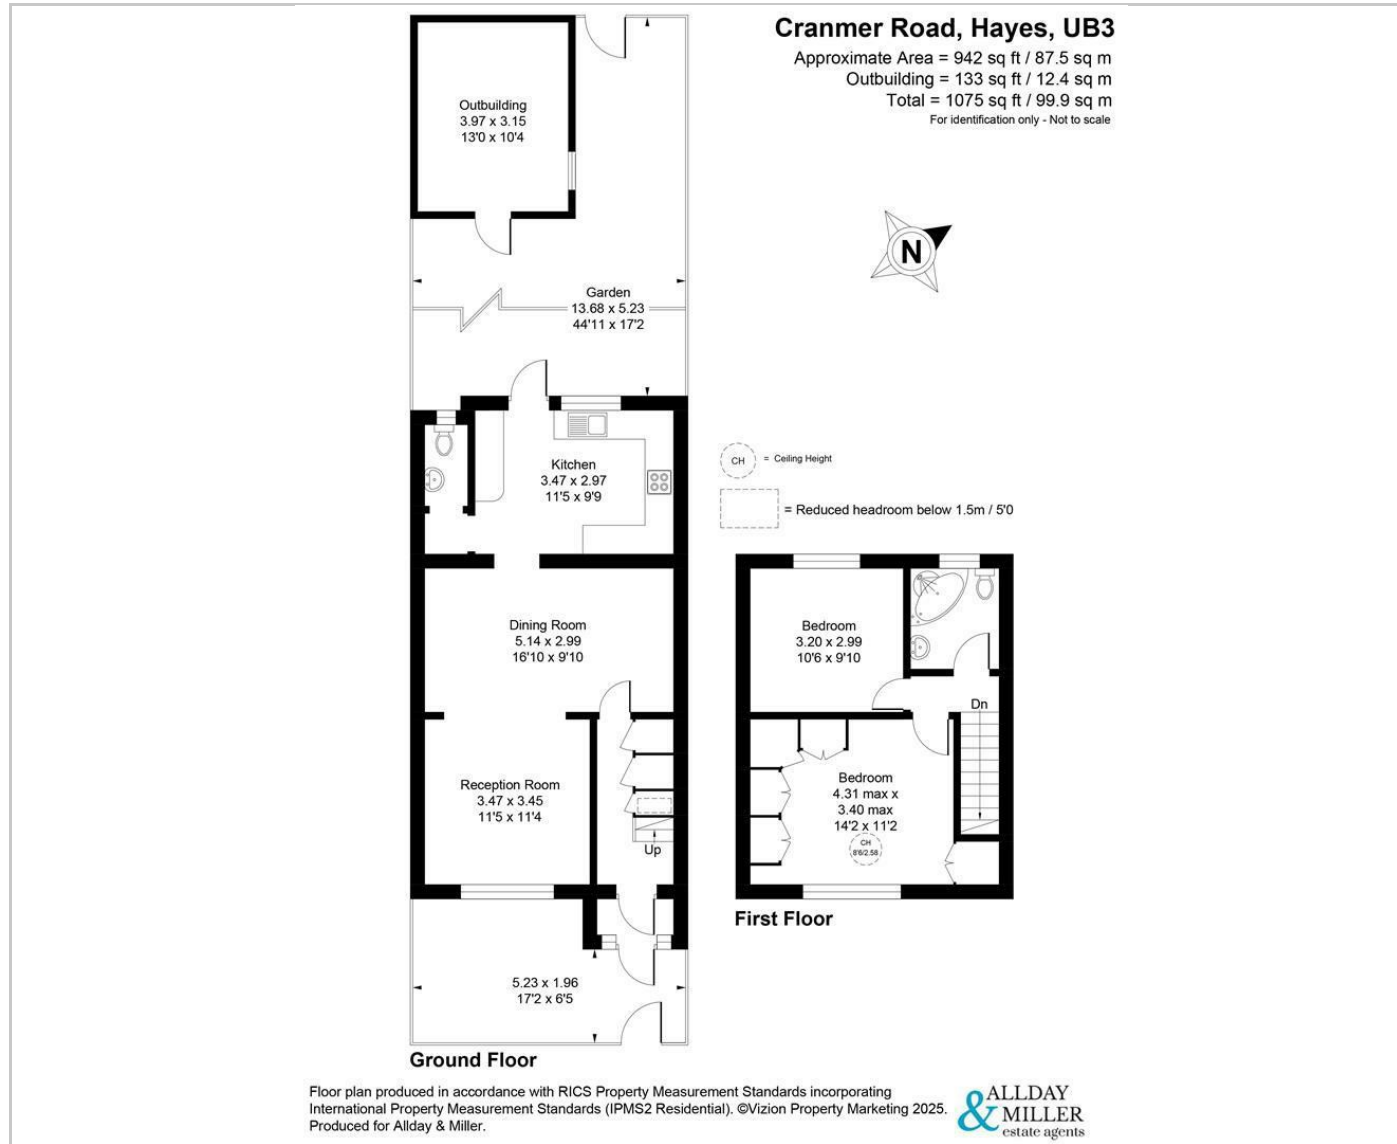 Cranmer Road, Hayes, UB3
Approximate Area = 942 sq ft / 87.5 sq m
Outbuilding = 133 sq ft / 12.4 sq m
Total = 1075 sq ft / 99.9 sq m
For identification only - Not to scale
Outbuilding
3.97 x 3.15
13'0 x 10'4
N
Garden
13.68 x 5.23
44'11 x 17'2
Kitchen
3.47 x 2.97
11'5 x 9'9
CH = Ceiling Height
= Reduced headroom below 1.5m / 5'0
Dining Room
5.14 x 2.99
16'10 x 9'10
Reception Room
3.47 x 3.45
11'5 x 11'4
Up
5.23 x 1.96
17'2 x 6'5
Ground Floor
Bedroom
3.20 x 2.99
10'6 x 9'10
Dn
Bedroom
4.31 max x
3.40 max
14'2 x 11'2
CH
8'6/2.58
First Floor
Floor plan produced in accordance with RICS Property Measurement Standards incorporating
International Property Measurement Standards (IPMS2 Residential). ©Vizion Property Marketing 2025.
Produced for Allday & Miller.
ALLDAY
& MILLER
estate agents